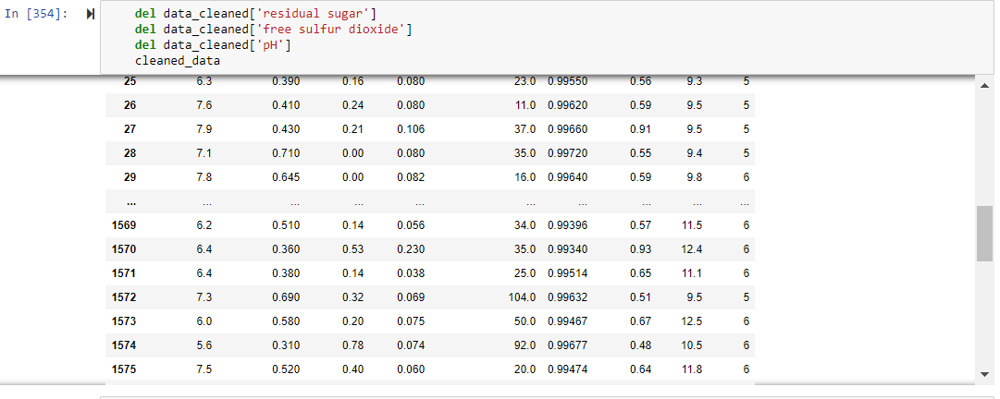 In [354]: del data_cleaned['residual sugar']
del data_cleaned['free sulfur dioxide']
del data_cleaned['pH']
cleaned_data
25 6.3 0.390 0.16 0.080 23.0 0.99550 0.56 9.3 5
26 7.6 0.410 0.24 0.080 11.0 0.99620 0.59 9.5 5
27 7.9 0.430 0.21 0.106 37.0 0.99660 0.91 9.5 5
28 7.1 0.710 0.00 0.080 35.0 0.99720 0.55 9.4 5
29 7.8 0.645 0.00 0.082 16.0 0.99640 0.59 9.8 6
... ... ... ... ... ... ... ... ... ...
1569 6.2 0.510 0.14 0.056 34.0 0.99396 0.57 11.5 6
1570 6.4 0.360 0.53 0.230 35.0 0.99340 0.93 12.4 6
1571 6.4 0.380 0.14 0.038 25.0 0.99514 0.65 11.1 6
1572 7.3 0.690 0.32 0.069 104.0 0.99632 0.51 9.5 5
1573 6.0 0.580 0.20 0.075 50.0 0.99467 0.67 12.5 6
1574 5.6 0.310 0.78 0.074 92.0 0.99677 0.48 10.5 6
1575 7.5 0.520 0.40 0.060 20.0 0.99474 0.64 11.8 6